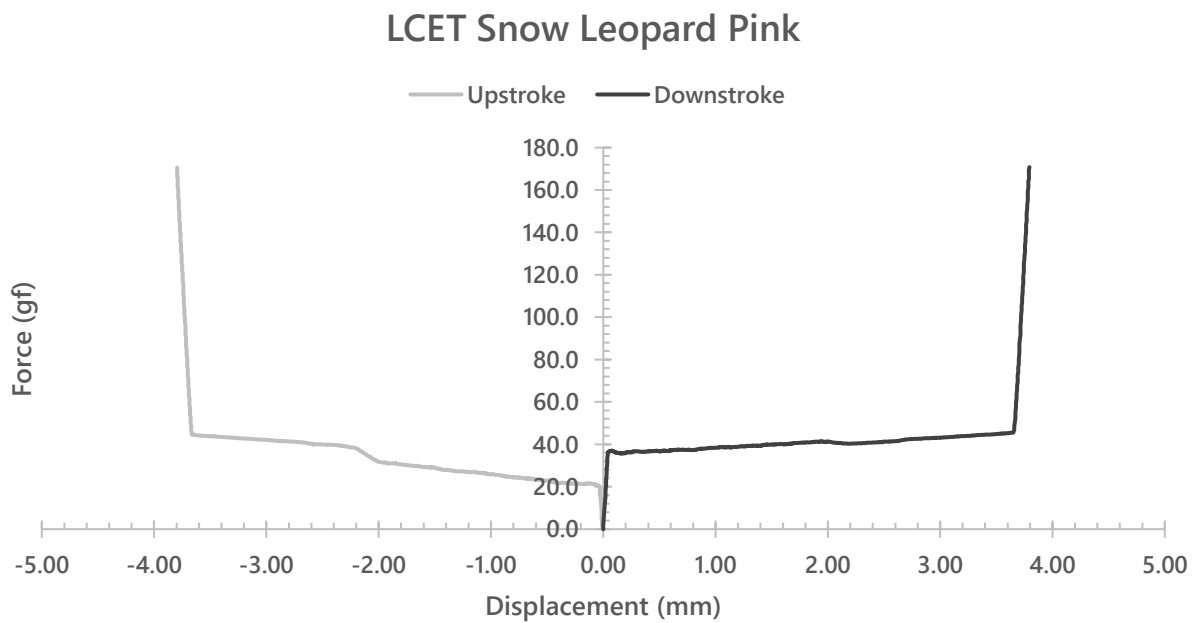 LCET Snow Leopard Pink
Upstroke Downstroke
180.0
160.0
140.0
120.0
100.0
80.0
60.0
40.0
20.0
0.0
Force (gf)
-5.00 -4.00 -3.00 -2.00 -1.00 0.00 1.00 2.00 3.00 4.00 5.00
Displacement (mm)